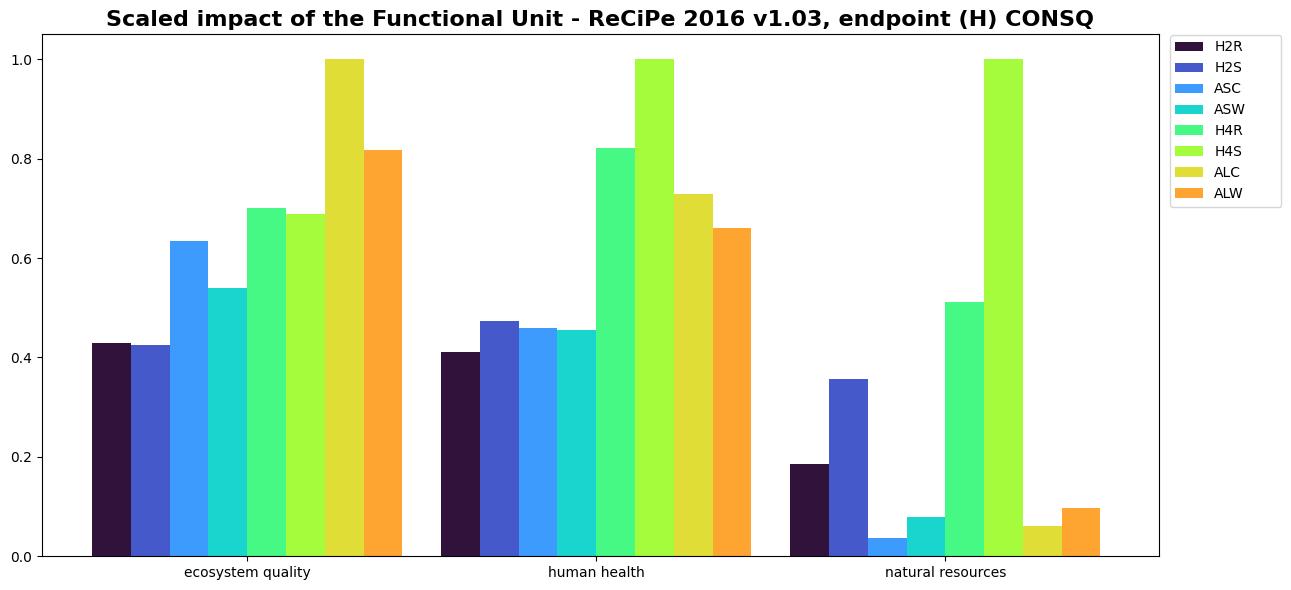 Scaled impact of the Functional Unit - ReCiPe 2016 v1.03, endpoint (H) CONSQ
1.0
0.8
0.6
0.4
0.2
0.0
ecosystem quality
human health
natural resources
H2R
H2S
ASC
ASW
H4R
H4S
ALC
ALW